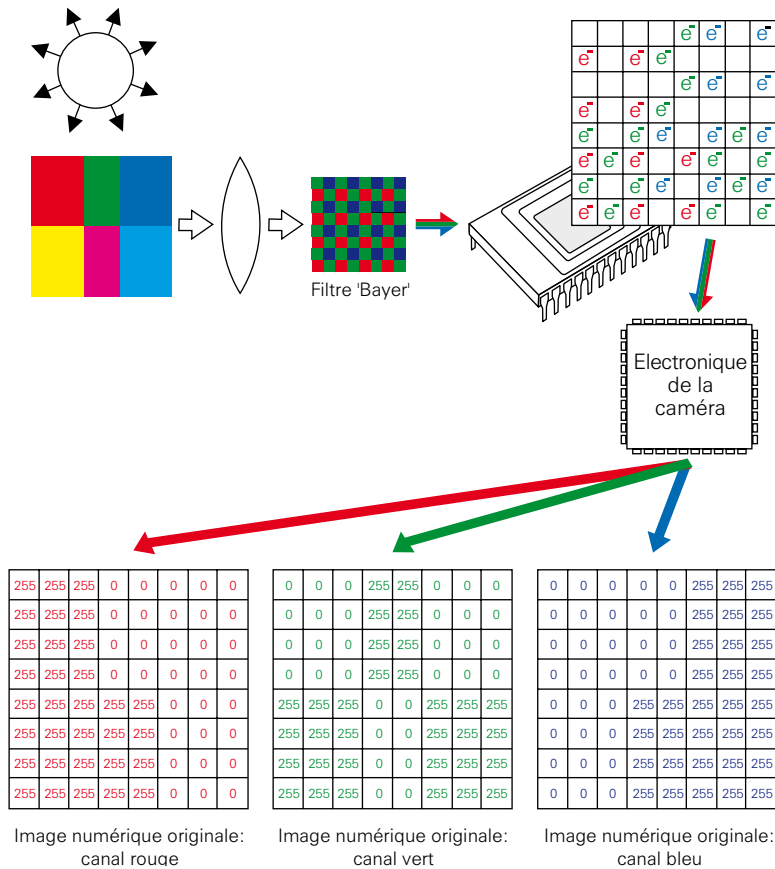 e- e- e-
e- e- e-
e- e- e-
e- e- e-
e- e- e- e- e- e-
e- e- e- e- e- e-
e- e- e- e- e- e-
e- e- e- e- e- e-
Filtre 'Bayer'
Electronique
de la
caméra
255 255 255 0 0 0 0 0
255 255 255 0 0 0 0 0
255 255 255 0 0 0 0 0
255 255 255 0 0 0 0 0
255 255 255 255 255 0 0 0
255 255 255 255 255 0 0 0
255 255 255 255 255 0 0 0
255 255 255 255 255 0 0 0
Image numérique originale:
canal rouge
0 0 0 255 255 0 0 0
0 0 0 255 255 0 0 0
0 0 0 255 255 0 0 0
0 0 0 255 255 0 0 0
255 255 255 0 0 255 255 255
255 255 255 0 0 255 255 255
255 255 255 0 0 255 255 255
255 255 255 0 0 255 255 255
Image numérique originale:
canal vert
0 0 0 0 0 255 255 255
0 0 0 0 0 255 255 255
0 0 0 0 0 255 255 255
0 0 0 0 0 255 255 255
0 0 0 255 255 255 255 255
0 0 0 255 255 255 255 255
0 0 0 255 255 255 255 255
0 0 0 255 255 255 255 255
Image numérique originale:
canal bleu